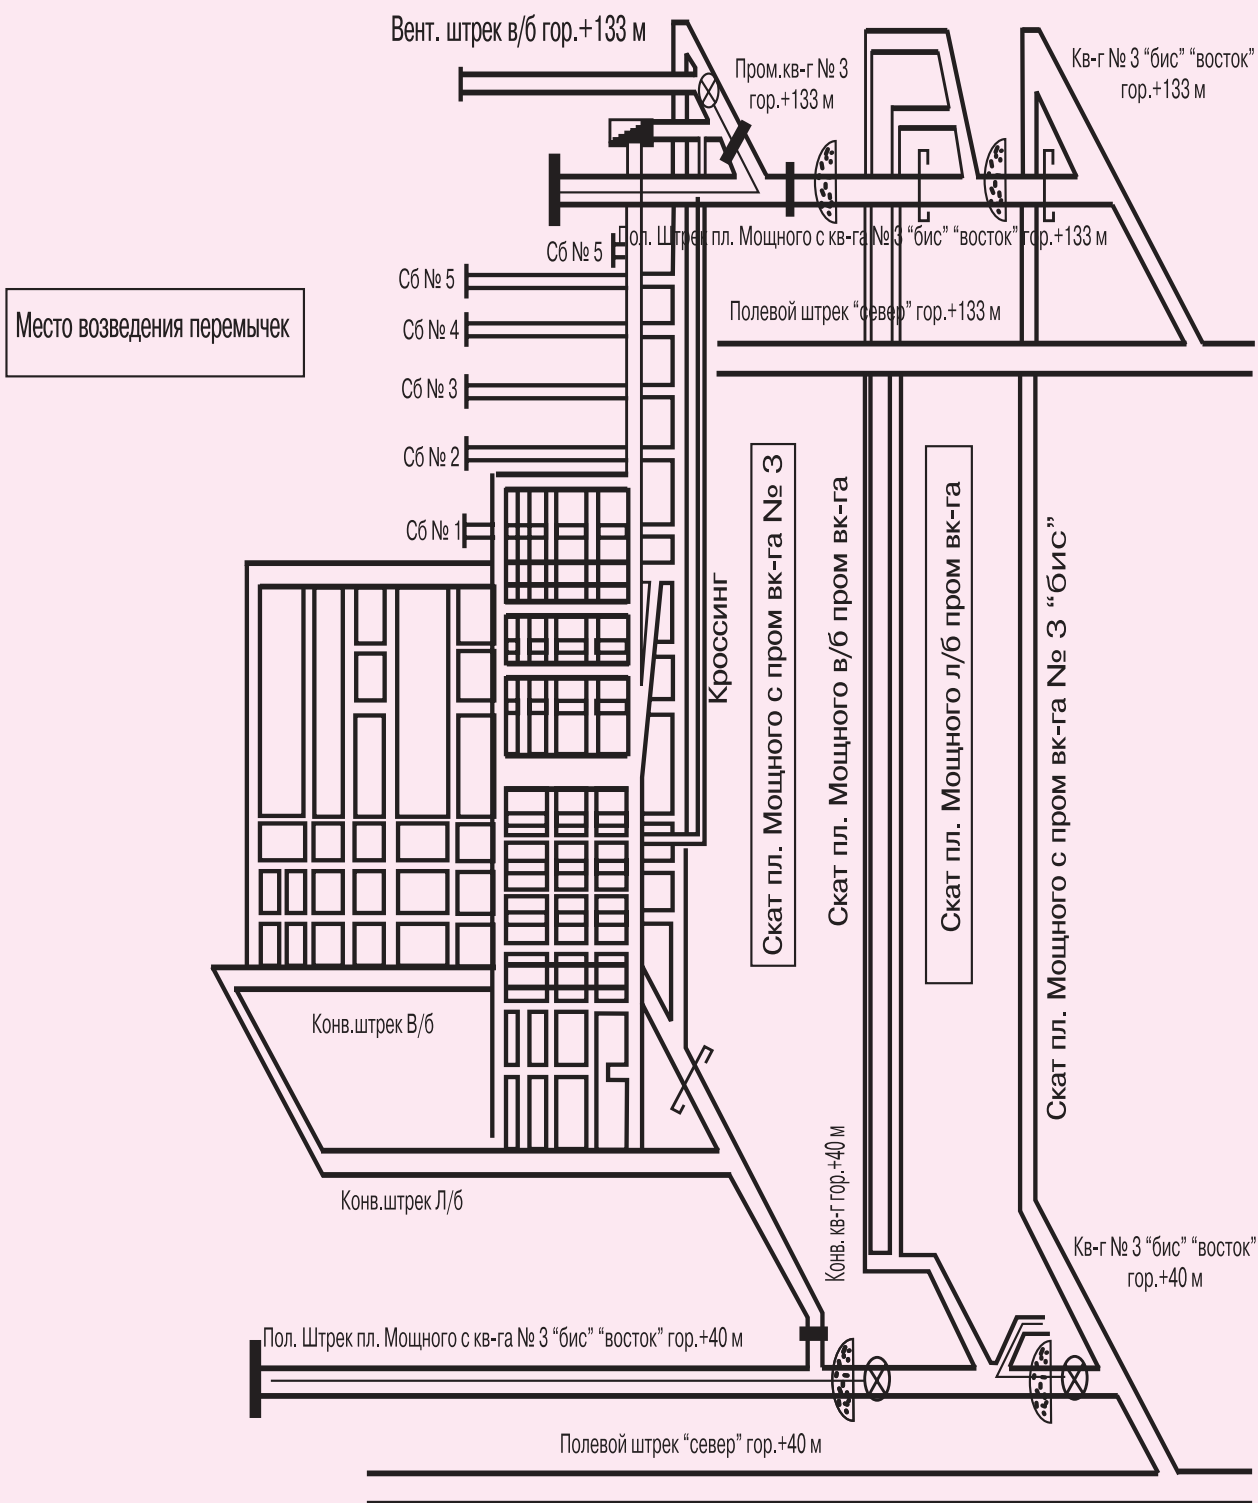 Вент. штрек в/б гор.+133 м
Пром.кв-г № 3
гор.+133 м
Кв-г № 3 “бис” “восток”
гор.+133 м
Пол. Штрек пл. Мощного с кв-га № 3 “бис” “восток” гор.+133 м
Сб № 5
Сб № 5
Место возведения перемычек
Полевой штрек “север” гор.+133 м
Сб № 4
Сб № 3
Сб № 2
Сб № 1
Кроссинг
Скат пл. Мощного с пром вк-га № 3
Скат пл. Мощного в/б пром вк-га
Скат пл. Мощного л/б пром вк-га
Скат пл. Мощного с пром вк-га № 3 “бис”
Конв.штрек В/б
Конв.штрек Л/б
Конв. кв-г гор.+40 м
Кв-г № 3 “бис” “восток”
гор.+40 м
Пол. Штрек пл. Мощного с кв-га № 3 “бис” “восток” гор.+40 м
Полевой штрек “север” гор.+40 м